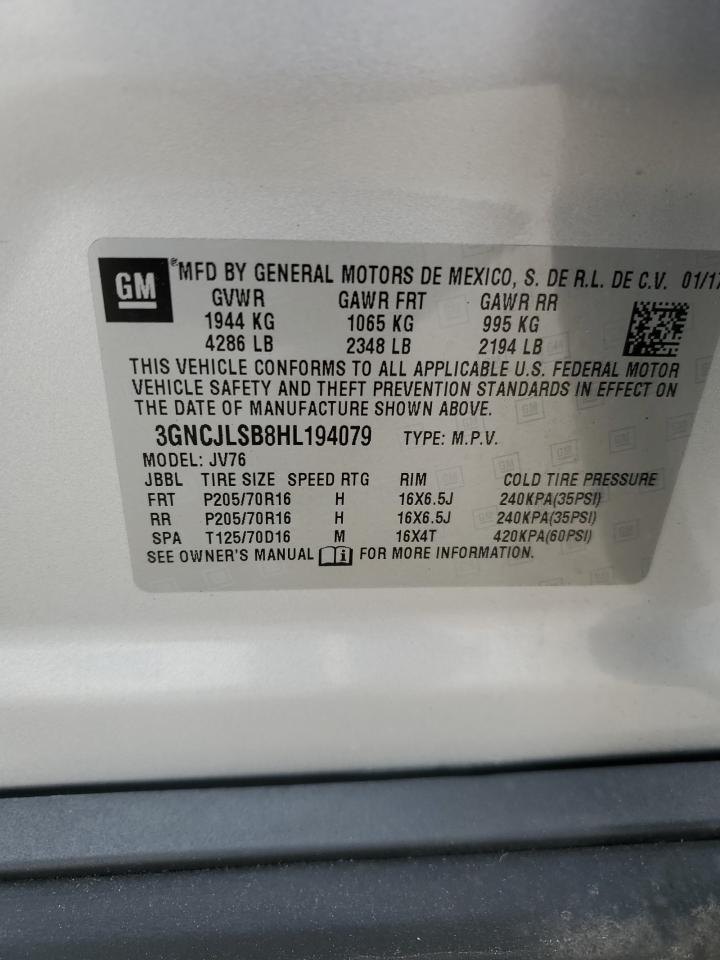 GM ® MFD BY GENERAL MOTORS DE MEXICO, S. DE R.L. DE C.V. 01/17
GVWR GAWR FRT GAWR RR
1944 KG 1065 KG 995 KG
4286 LB 2348 LB 2194 LB
THIS VEHICLE CONFORMS TO ALL APPLICABLE U.S. FEDERAL MOTOR
VEHICLE SAFETY AND THEFT PREVENTION STANDARDS IN EFFECT ON
THE DATE OF MANUFACTURE SHOWN ABOVE.
3GNCJLSB8HL194079 TYPE: M.P.V.
MODEL: JV76
JBBL TIRE SIZE SPEED RTG RIM COLD TIRE PRESSURE
FRT P205/70R16 H 16X6.5J 240KPA(35PSI)
RR P205/70R16 H 16X6.5J 240KPA(35PSI)
SPA T125/70D16 M 16X4T 420KPA(60PSI)
SEE OWNER'S MANUAL i FOR MORE INFORMATION.